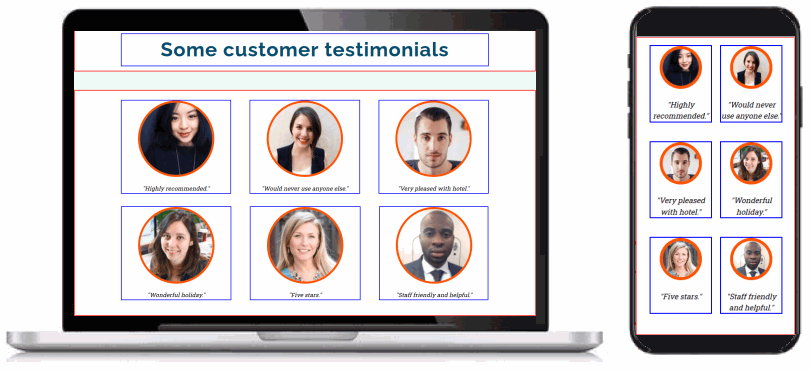 Some customer testimonials
"Highly recommended."
"Would never use anyone else."
"Very pleased with hotel."
"Wonderful holiday."
"Five stars."
"Staff friendly and helpful."
"Highly
recommended."
"Would never
use anyone else."
"Very pleased
with hotel."
"Wonderful
holiday."
"Five stars."
"Staff friendly
and helpful."